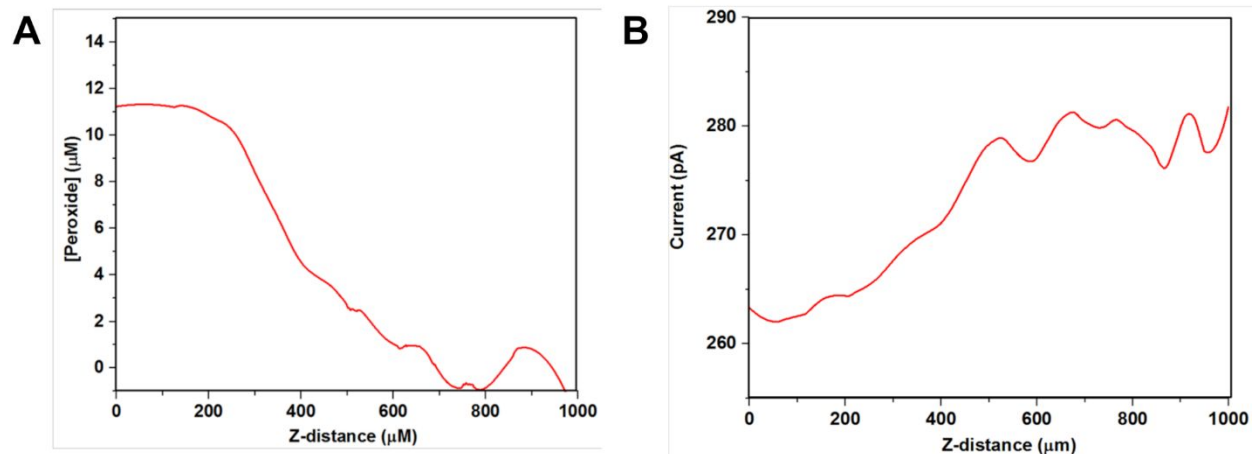 A
[Peroxide] (μM)
14
12
10
8
6
4
2
0
0 200 400 600 800 1000
Z-distance (μM)
B
Current (pA)
290
280
270
260
0 200 400 600 800 1000
Z-distance (μm)